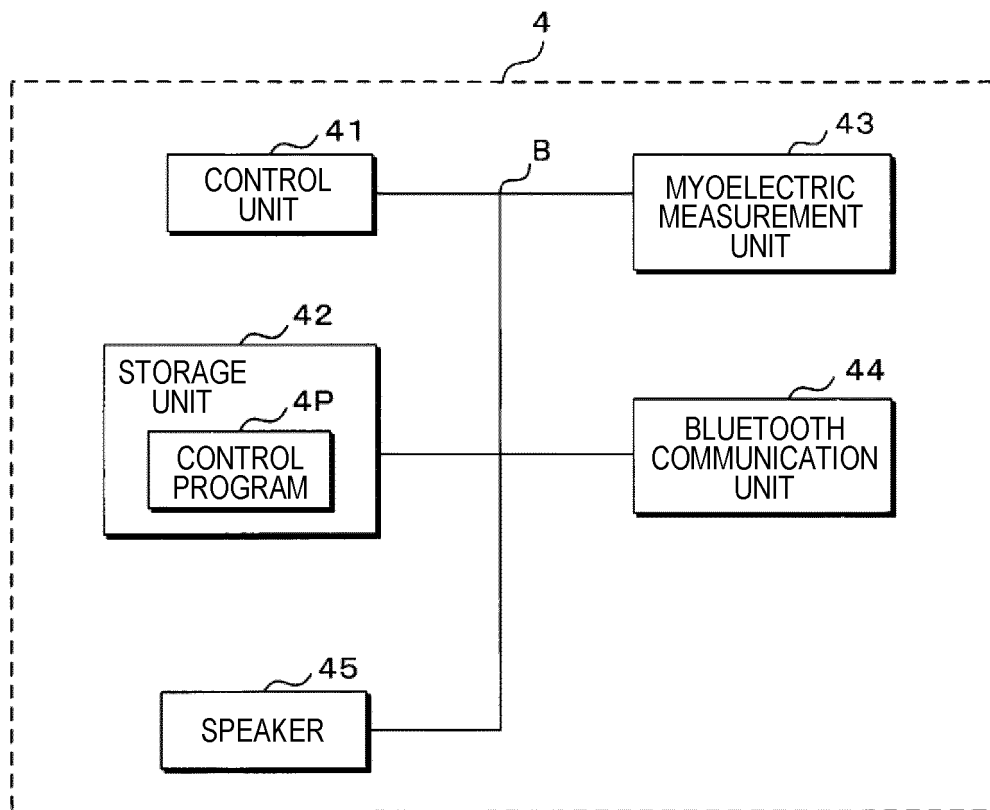 4
41
CONTROL
UNIT
B
43
MYOELECTRIC
MEASUREMENT
UNIT
42
STORAGE
UNIT
4P
CONTROL
PROGRAM
44
BLUETOOTH
COMMUNICATION
UNIT
45
SPEAKER